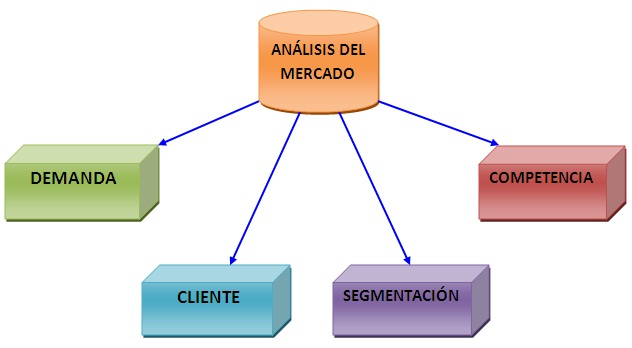 ANÁLISIS DEL
MERCADO
DEMANDA
COMPETENCIA
CLIENTE
SEGMENTACIÓN